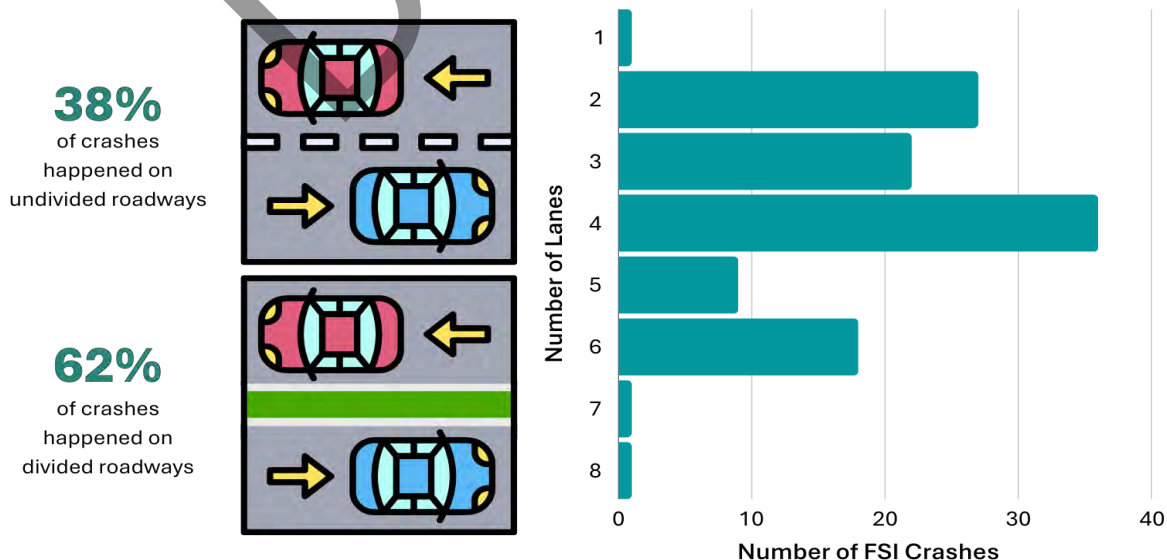 38%
of crashes
happened on
undivided roadways
62%
of crashes
happened on
divided roadways
Number of Lanes
1
2
3
4
5
6
7
8
0 10 20 30 40
Number of FSI Crashes